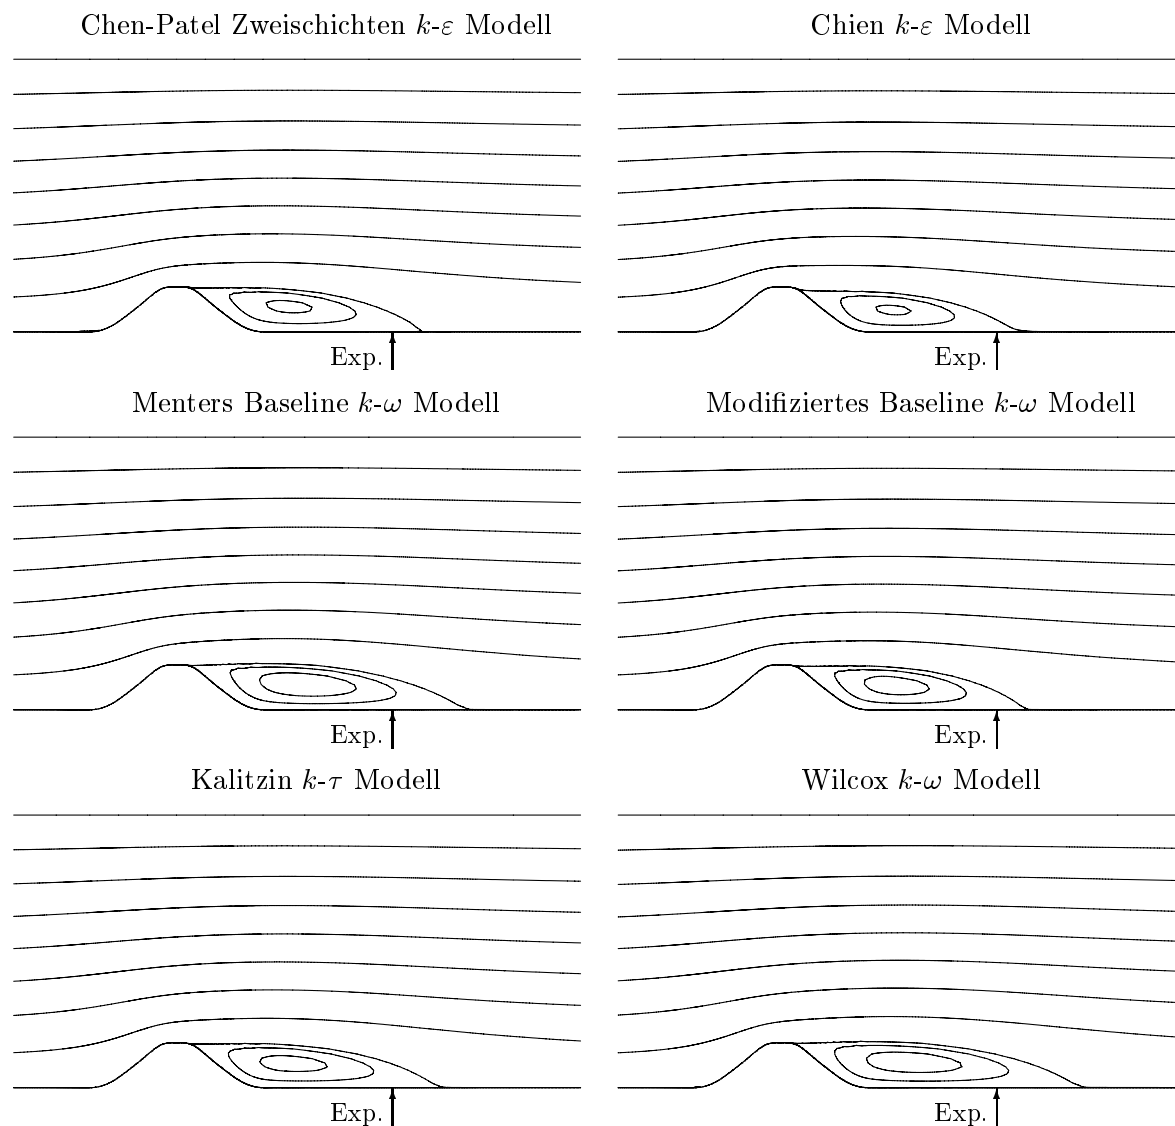 Chen-Patel Zweischichten k-ε Modell
Chien k-ε Modell
Exp.
Exp.
Menters Baseline k-ω Modell
Modifiziertes Baseline k-ω Modell
Exp.
Exp.
Kalitzin k-τ Modell
Wilcox k-ω Modell
Exp.
Exp.